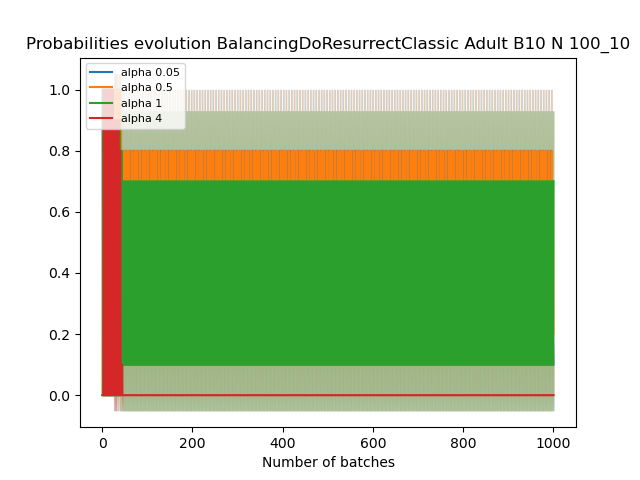 Probabilities evolution BalancingDoResurrectClassic Adult B10 N 100_10
alpha 0.05
alpha 0.5
alpha 1
alpha 4
1.0
0.8
0.6
0.4
0.2
0.0
0 200 400 600 800 1000
Number of batches